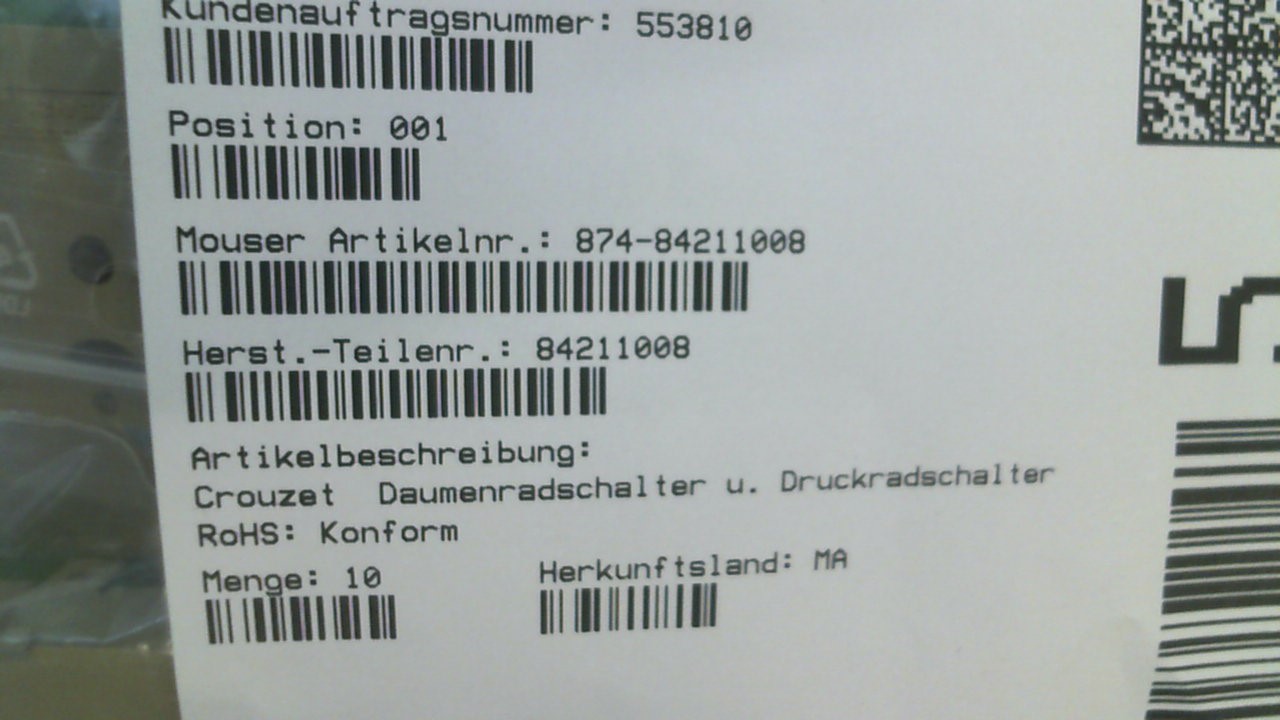 Kundenauftragsnummer: 553810
Position: 001
Mouser Artikelnr.: 874-84211008
Herst.-Teilenr.: 84211008
Artikelbeschreibung:
Crouzet Daumenradschalter u. Druckradschalter
RoHS: Konform
Menge: 10 Herkunftsland: MA
5